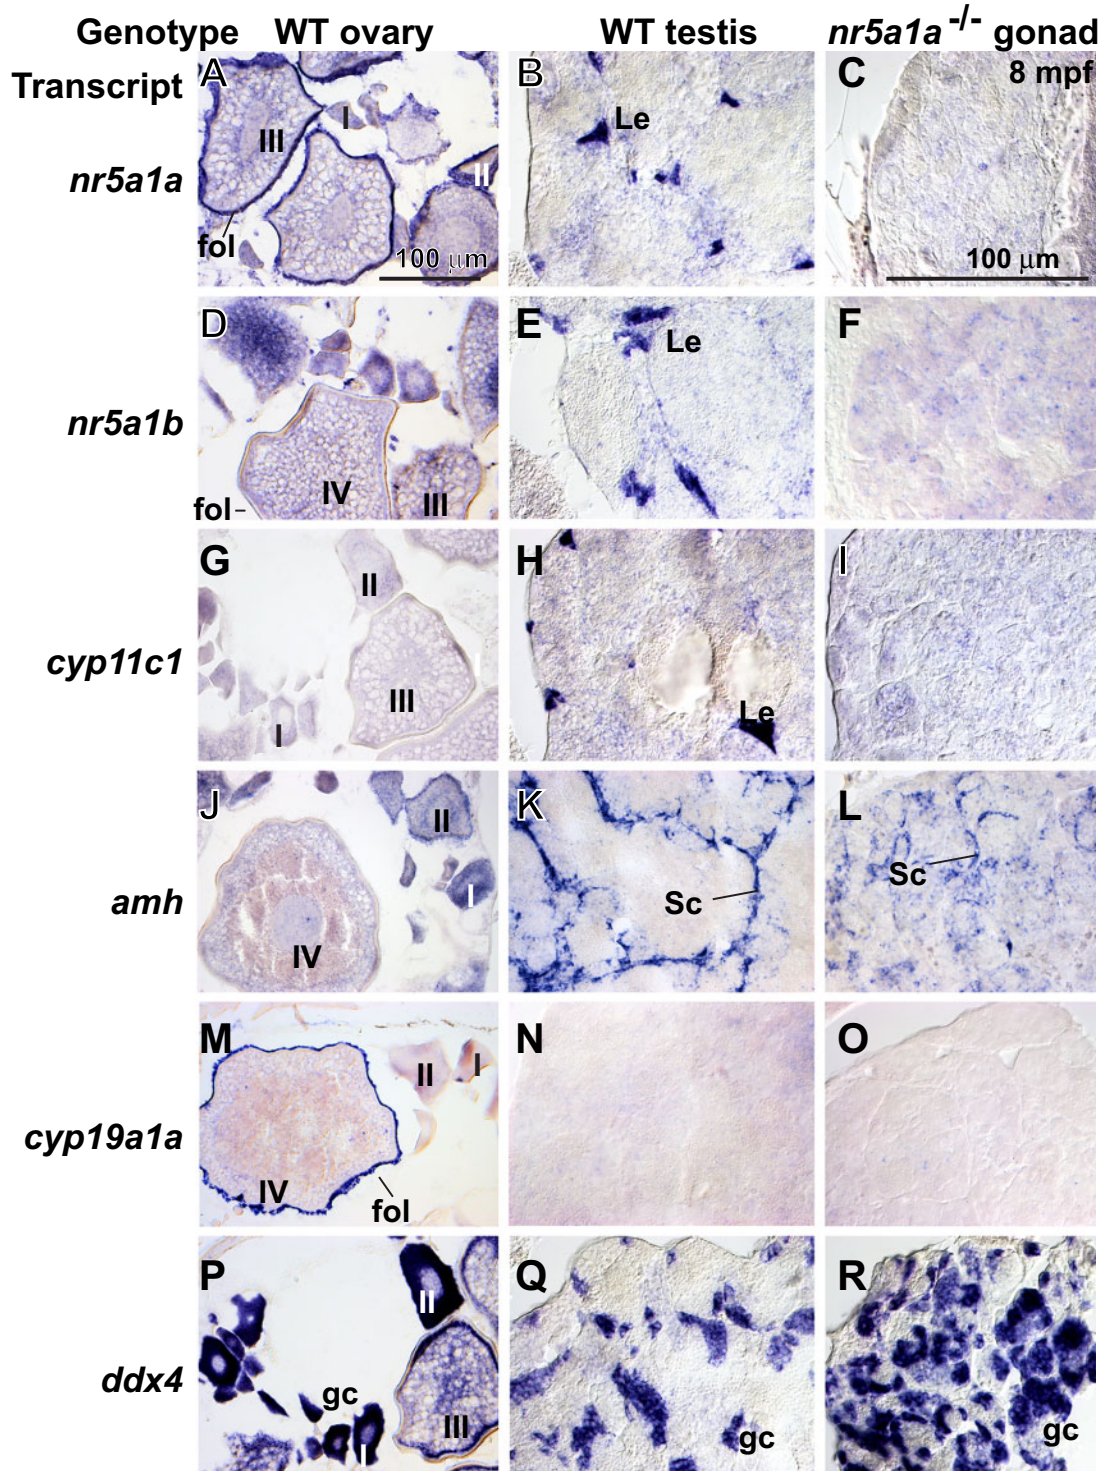 Genotype WT ovary WT testis nr5a1a-/- gonad
Transcript
A III I II fol 100 µm
B Le
C 8 mpf 100 µm
nr5a1a
D IV III fol
E Le
F
nr5a1b
G II III I I
H Le
I
cyp11c1
J II I IV
K Sc
L Sc
amh
M II I IV fol
N
O
cyp19a1a
P II gc III I
Q gc
R gc
ddx4